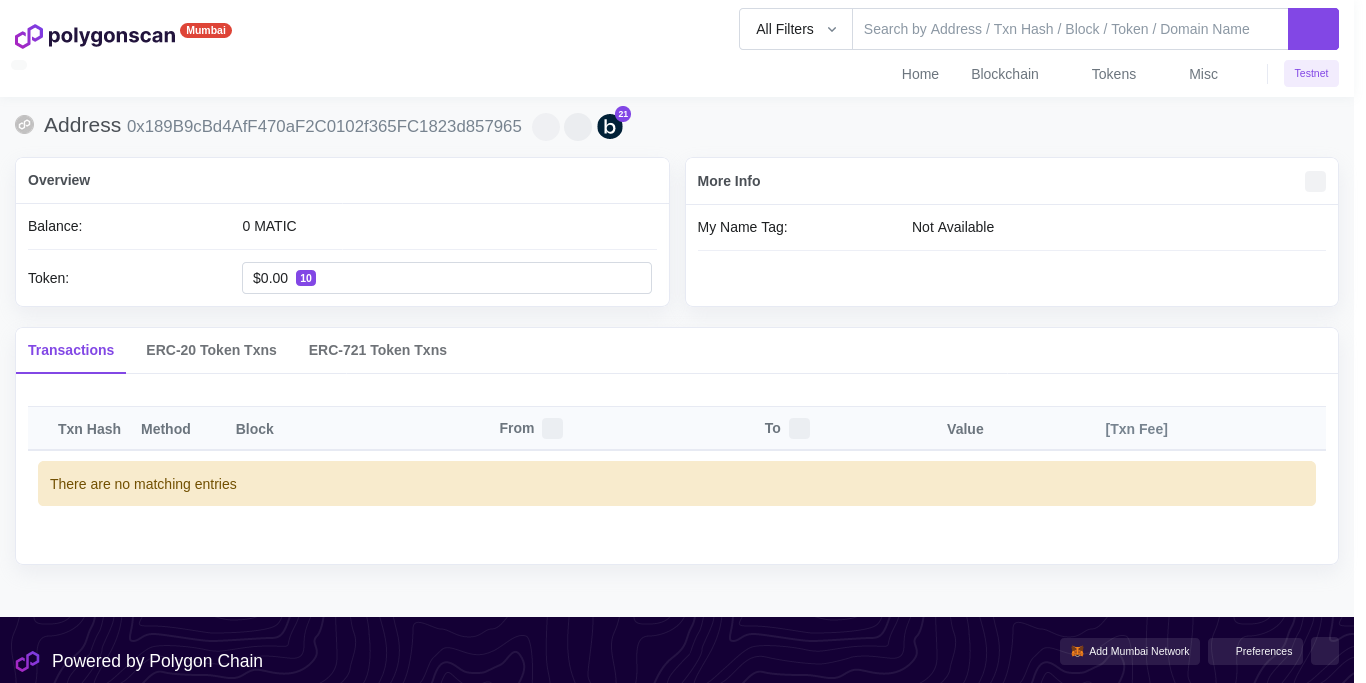 polygonscan Mumbai
All Filters Search by Address / Txn Hash / Block / Token / Domain Name
Home Blockchain Tokens Misc Testnet
Address 0x189B9cBd4AfF470aF2C0102f365FC1823d857965 b 21
Overview
More Info
Balance: 0 MATIC
My Name Tag: Not Available
Token: $0.00 10
Transactions ERC-20 Token Txns ERC-721 Token Txns
Txn Hash Method Block From To Value [Txn Fee]
There are no matching entries
Powered by Polygon Chain
Add Mumbai Network Preferences